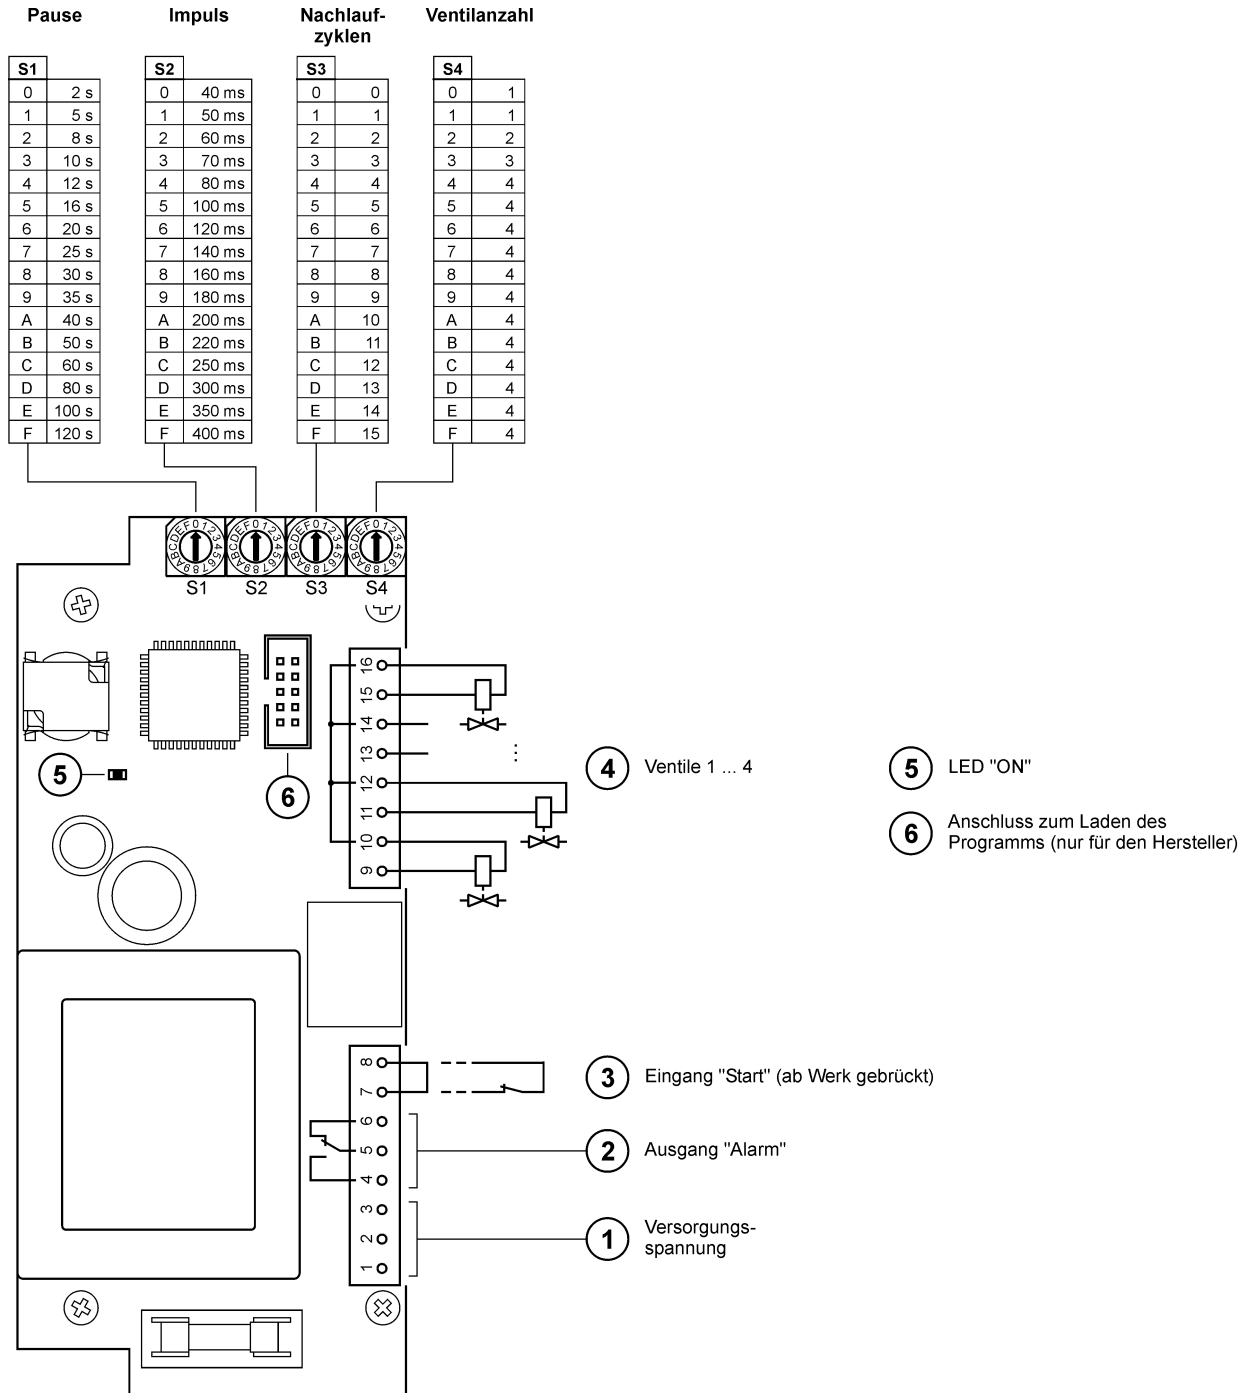 Pause Impuls Nachlauf- Ventilanzahl
zyklen
S1 S2 S3 S4
0 2 s 0 40 ms 0 0 0 1
1 5 s 1 50 ms 1 1 1 1
2 8 s 2 60 ms 2 2 2 2
3 10 s 3 70 ms 3 3 3 3
4 12 s 4 80 ms 4 4 4 4
5 16 s 5 100 ms 5 5 5 4
6 20 s 6 120 ms 6 6 6 4
7 25 s 7 140 ms 7 7 7 4
8 30 s 8 160 ms 8 8 8 4
9 35 s 9 180 ms 9 9 9 4
A 40 s A 200 ms A 10 A 4
B 50 s B 220 ms B 11 B 4
C 60 s C 250 ms C 12 C 4
D 80 s D 300 ms D 13 D 4
E 100 s E 350 ms E 14 E 4
F 120 s F 400 ms F 15 F 4
0123456789ABCDEF 0123456789ABCDEF 0123456789ABCDEF 0123456789ABCDEF
S1 S2 S3 S4
16
15
14
13
12
11
10
9
5
6
4 Ventile 1 ... 4
5 LED "ON"
6 Anschluss zum Laden des
Programms (nur für den Hersteller)
8
7
6
5
4
3
2
1
3 Eingang "Start" (ab Werk gebrückt)
2 Ausgang "Alarm"
1 Versorgungs-
spannung